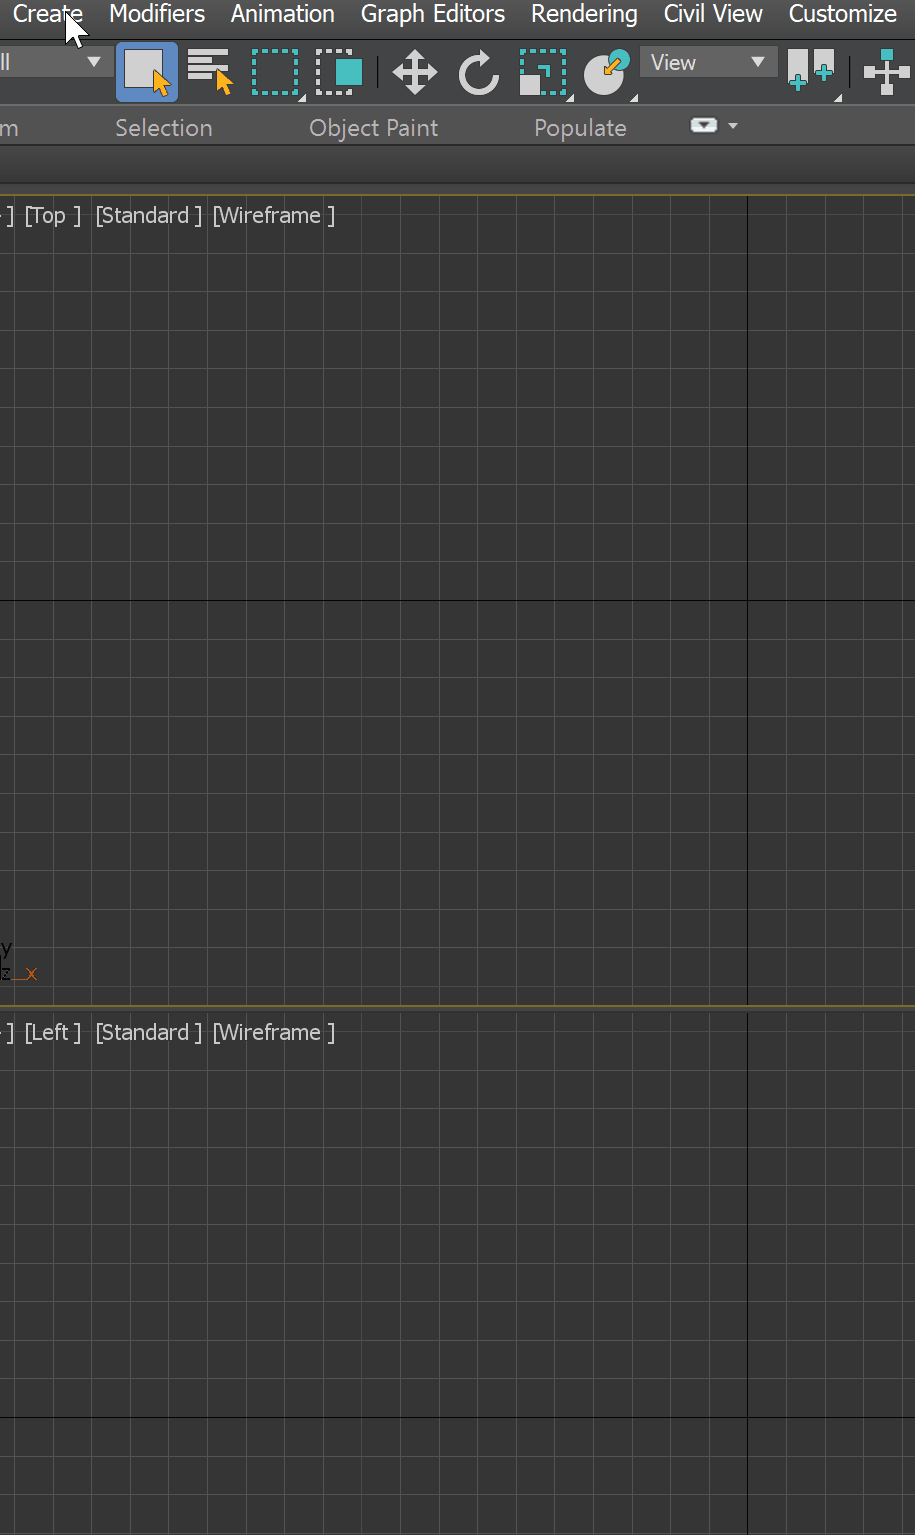 Create Modifiers Animation Graph Editors Rendering Civil View Customize
ll View
m Selection Object Paint Populate
] [Top ] [Standard ] [Wireframe ]
y
z x
] [Left ] [Standard ] [Wireframe ]